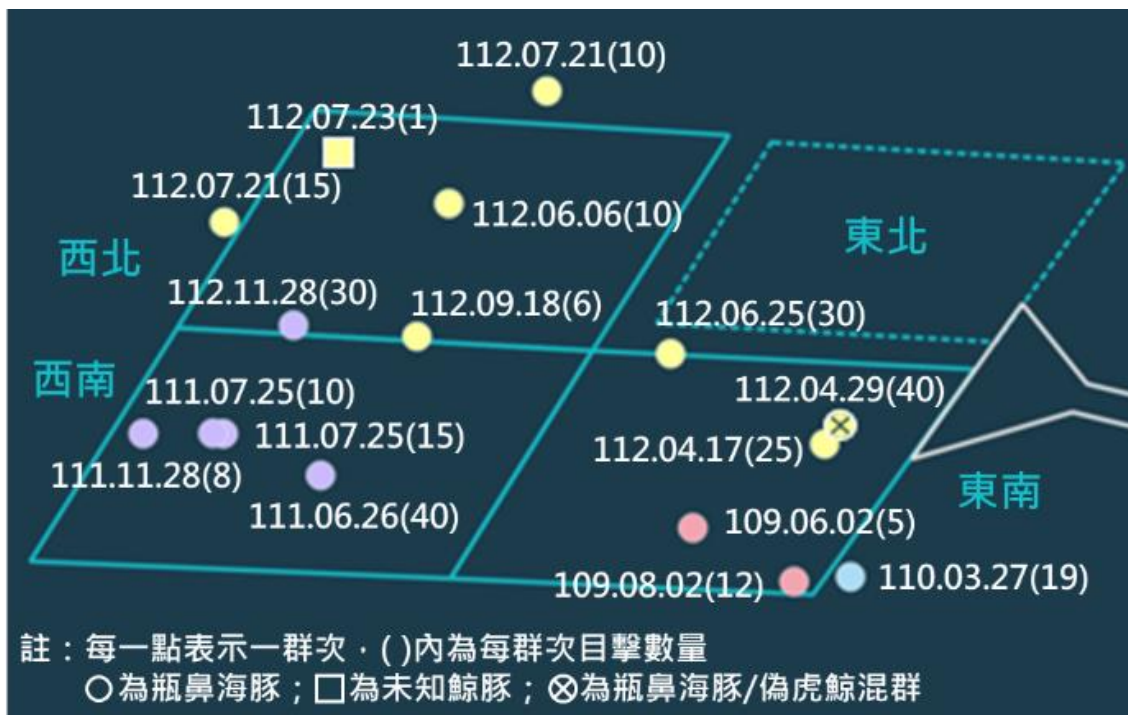 112.07.21(10)
112.07.23(1)
112.07.21(15)
112.06.06(10)
西北
東北
112.11.28(30)
112.09.18(6)
112.06.25(30)
西南
111.07.25(10)
112.04.29(40)
111.07.25(15)
112.04.17(25)
111.11.28(8)
東南
111.06.26(40)
109.06.02(5)
109.08.02(12)
110.03.27(19)
註：每一點表示一群次，( )內為每群次目擊數量
○為瓶鼻海豚；□為未知鯨豚；⊗為瓶鼻海豚/偽虎鯨混群